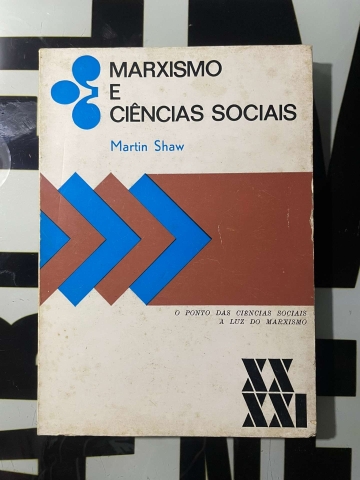 MARXISMO
E
CIÊNCIAS SOCIAIS
Martin Shaw
O PONTO DAS CIENCIAS SOCIAIS
A LUZ DO MARXISMO
XX
XXI